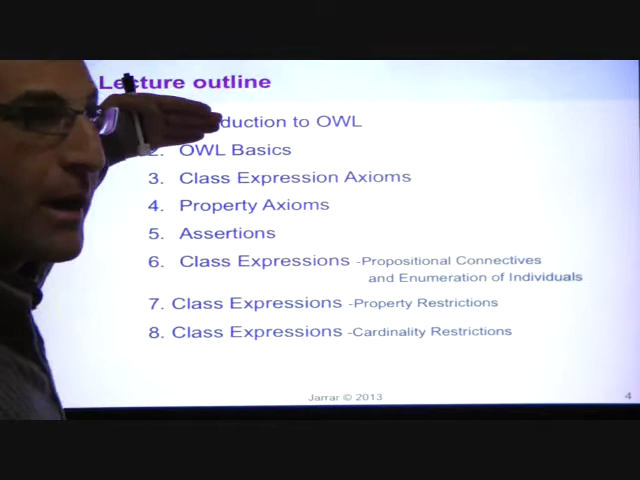 Lecture outline
duction to OWL
2. OWL Basics
3. Class Expression Axioms
4. Property Axioms
5. Assertions
6. Class Expressions -Propositional Connectives
and Enumeration of Individuals
7. Class Expressions -Property Restrictions
8. Class Expressions -Cardinality Restrictions
Jarrar © 2013
4